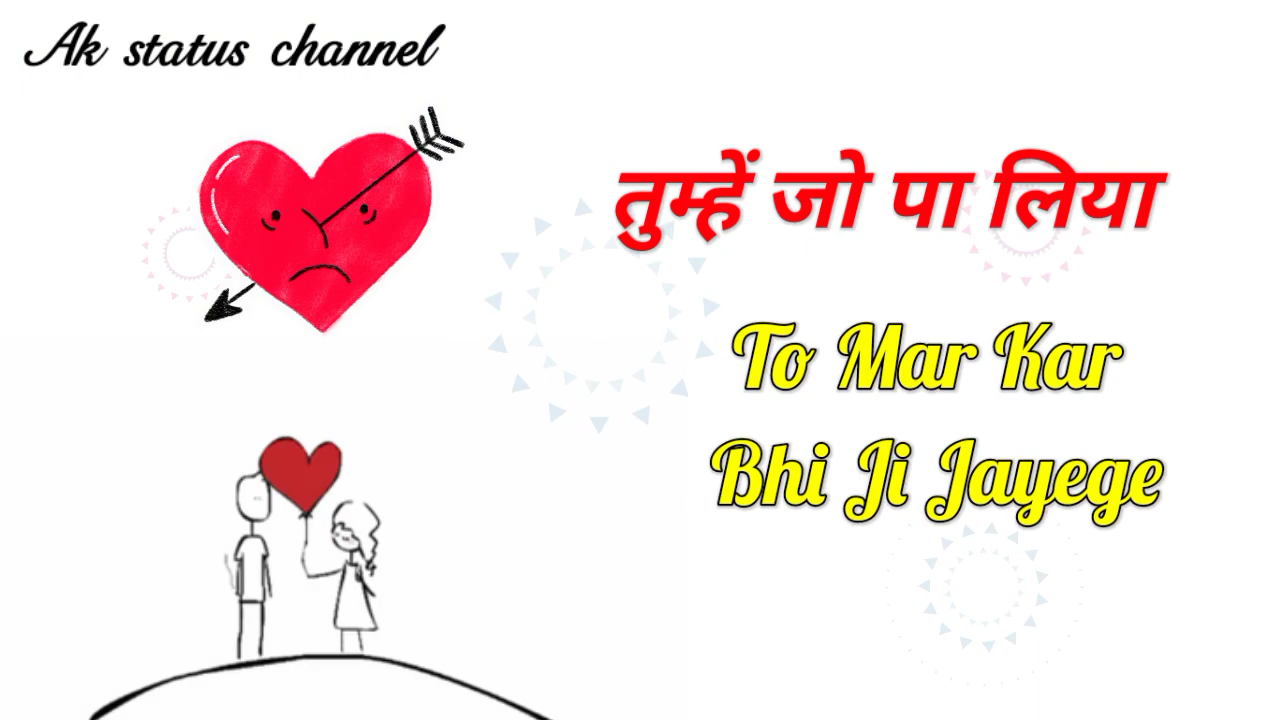 Ak status channel
तुम्हें जो पा लिया
To Mar Kar
Bhi Ji Jayege